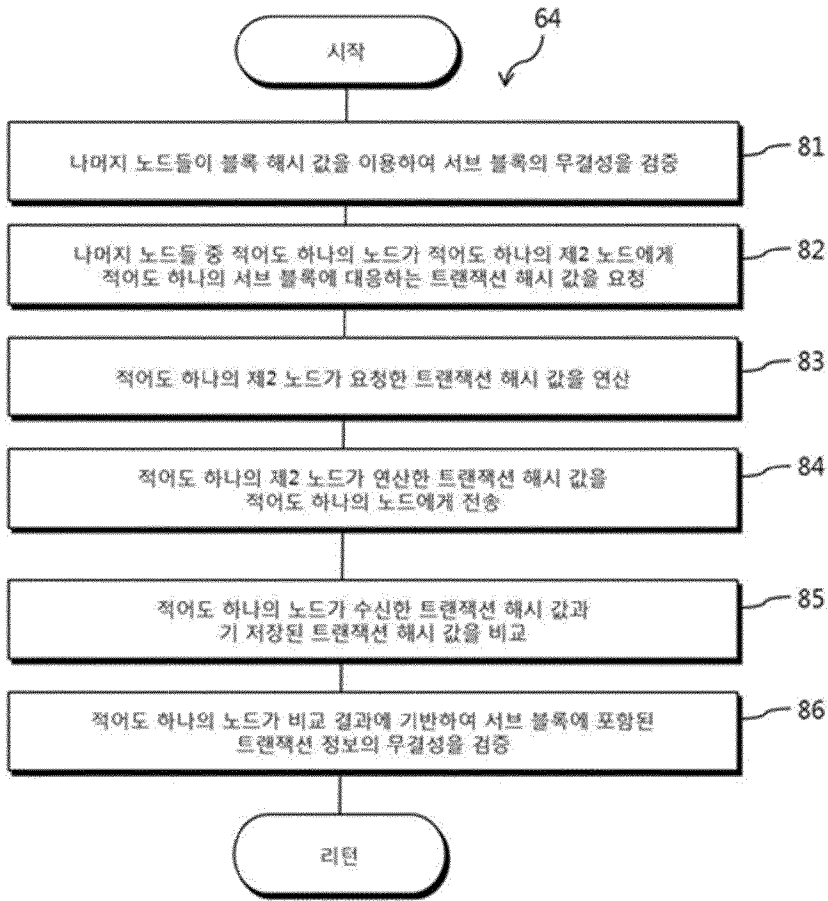 시작
64
나머지 노드들이 블록 해시 값을 이용하여 서브 블록의 무결성을 검증
81
나머지 노드들 중 적어도 하나의 노드가 적어도 하나의 제2 노드에게
적어도 하나의 서브 블록에 대응하는 트랜잭션 해시 값을 요청
82
적어도 하나의 제2 노드가 요청한 트랜잭션 해시 값을 연산
83
적어도 하나의 제2 노드가 연산한 트랜잭션 해시 값을
적어도 하나의 노드에게 전송
84
적어도 하나의 노드가 수신한 트랜잭션 해시 값과
기 저장된 트랜잭션 해시 값을 비교
85
적어도 하나의 노드가 비교 결과에 기반하여 서브 블록에 포함된
트랜잭션 정보의 무결성을 검증
86
리턴